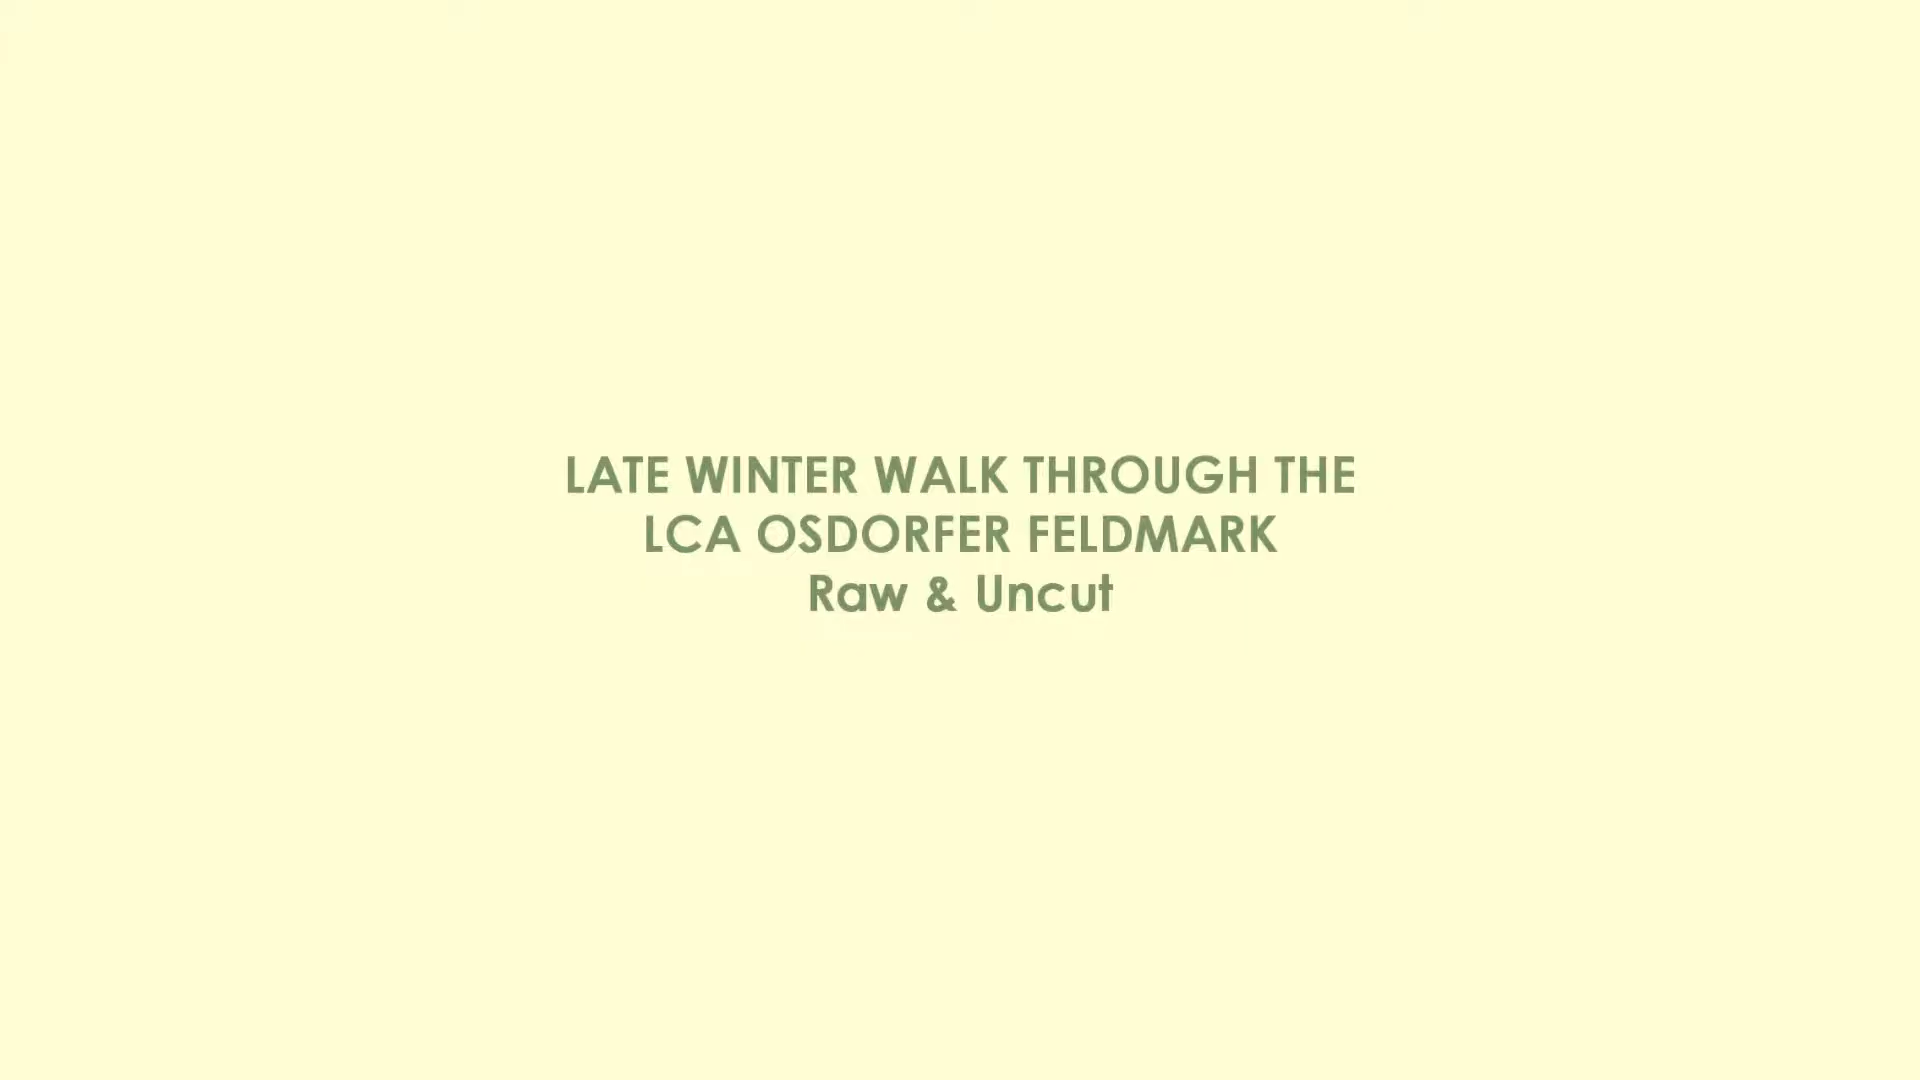 LATE WINTER WALK THROUGH THE
LCA OSDORFER FELDMARK
Raw & Uncut